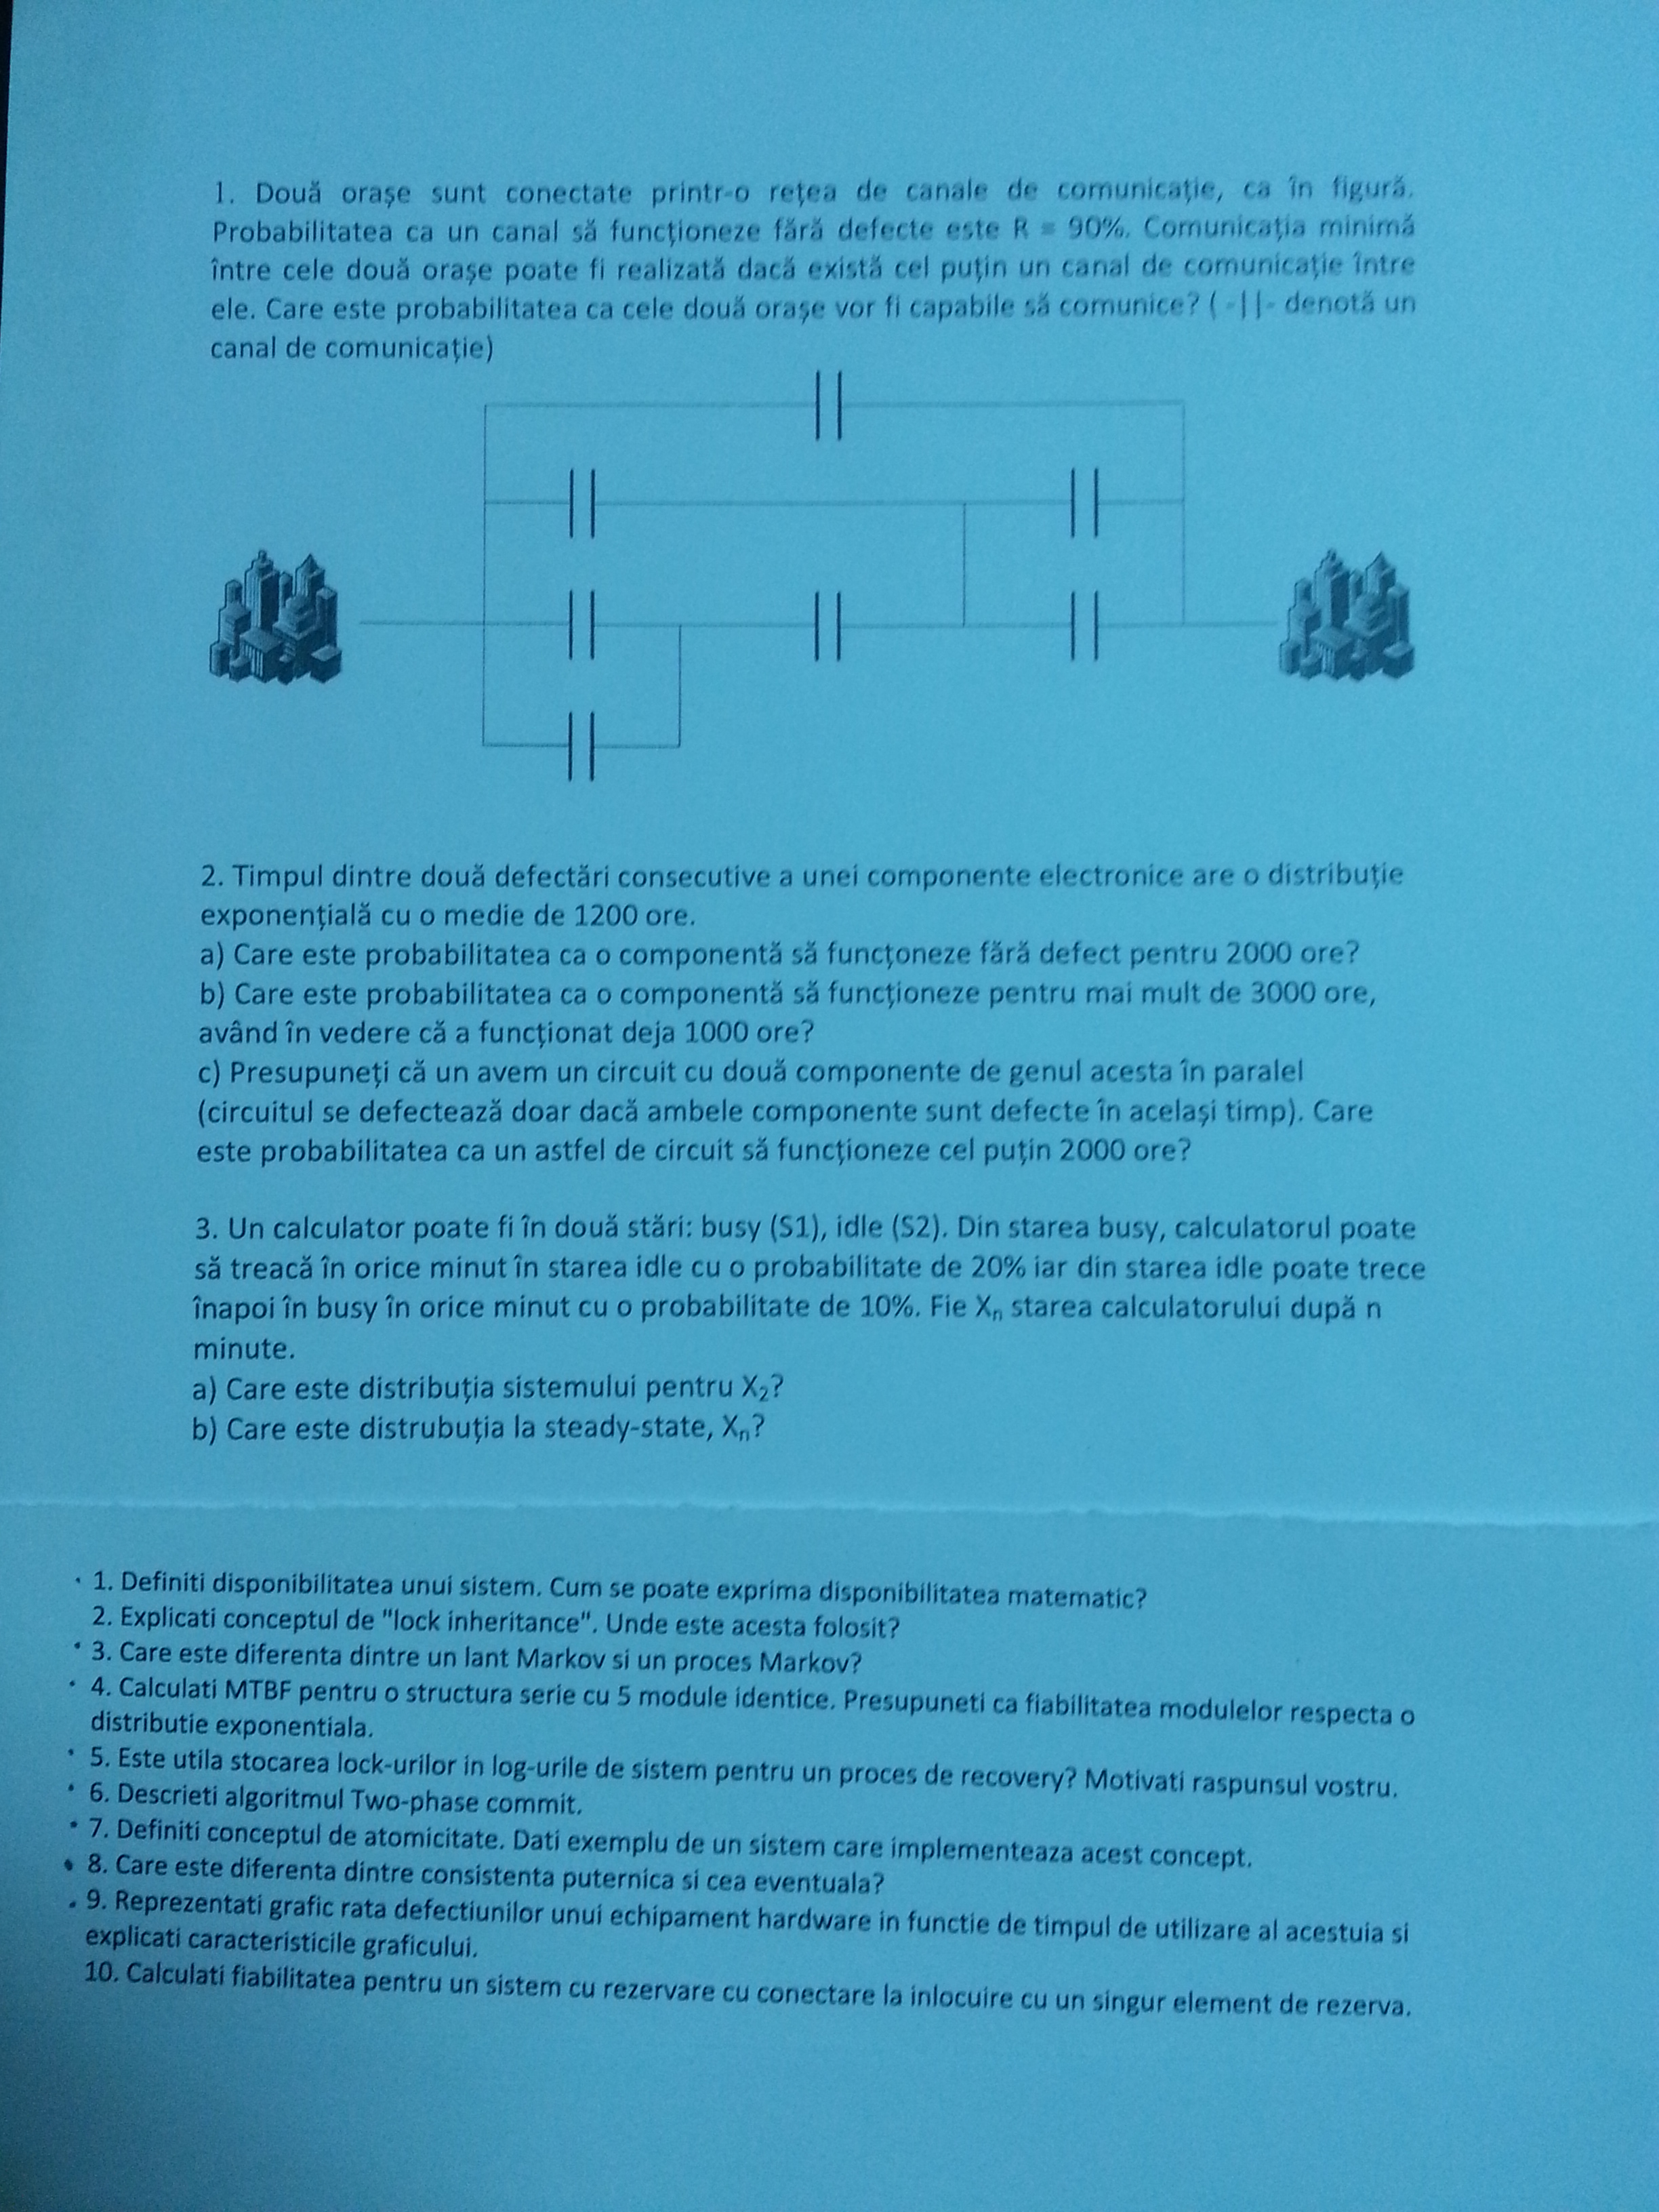 1. Două orașe sunt conectate printr-o rețea de canale de comunicație, ca în figură.
Probabilitatea ca un canal să funcționeze fără defecte este R = 90%. Comunicația minimă
între cele două orașe poate fi realizată dacă există cel puțin un canal de comunicație între
ele. Care este probabilitatea ca cele două orașe vor fi capabile să comunice? ( -||- denotă un
canal de comunicație)
2. Timpul dintre două defectări consecutive a unei componente electronice are o distribuție
exponențială cu o medie de 1200 ore.
a) Care este probabilitatea ca o componentă să funcțoneze fără defect pentru 2000 ore?
b) Care este probabilitatea ca o componentă să funcționeze pentru mai mult de 3000 ore,
având în vedere că a funcționat deja 1000 ore?
c) Presupuneți că un avem un circuit cu două componente de genul acesta în paralel
(circuitul se defectează doar dacă ambele componente sunt defecte în același timp). Care
este probabilitatea ca un astfel de circuit să funcționeze cel puțin 2000 ore?
3. Un calculator poate fi în două stări: busy (S1), idle (S2). Din starea busy, calculatorul poate
să treacă în orice minut în starea idle cu o probabilitate de 20% iar din starea idle poate trece
înapoi în busy în orice minut cu o probabilitate de 10%. Fie Xₙ starea calculatorului după n
minute.
a) Care este distribuția sistemului pentru X₂?
b) Care este distrubuția la steady-state, Xₙ?
1. Definiti disponibilitatea unui sistem. Cum se poate exprima disponibilitatea matematic?
2. Explicati conceptul de "lock inheritance". Unde este acesta folosit?
3. Care este diferenta dintre un lant Markov si un proces Markov?
4. Calculati MTBF pentru o structura serie cu 5 module identice. Presupuneti ca fiabilitatea modulelor respecta o
distributie exponentiala.
5. Este utila stocarea lock-urilor in log-urile de sistem pentru un proces de recovery? Motivati raspunsul vostru.
6. Descrieti algoritmul Two-phase commit.
7. Definiti conceptul de atomicitate. Dati exemplu de un sistem care implementeaza acest concept.
8. Care este diferenta dintre consistenta puternica si cea eventuala?
9. Reprezentati grafic rata defectiunilor unui echipament hardware in functie de timpul de utilizare al acestuia si
explicati caracteristicile graficului.
10. Calculati fiabilitatea pentru un sistem cu rezervare cu conectare la inlocuire cu un singur element de rezerva.